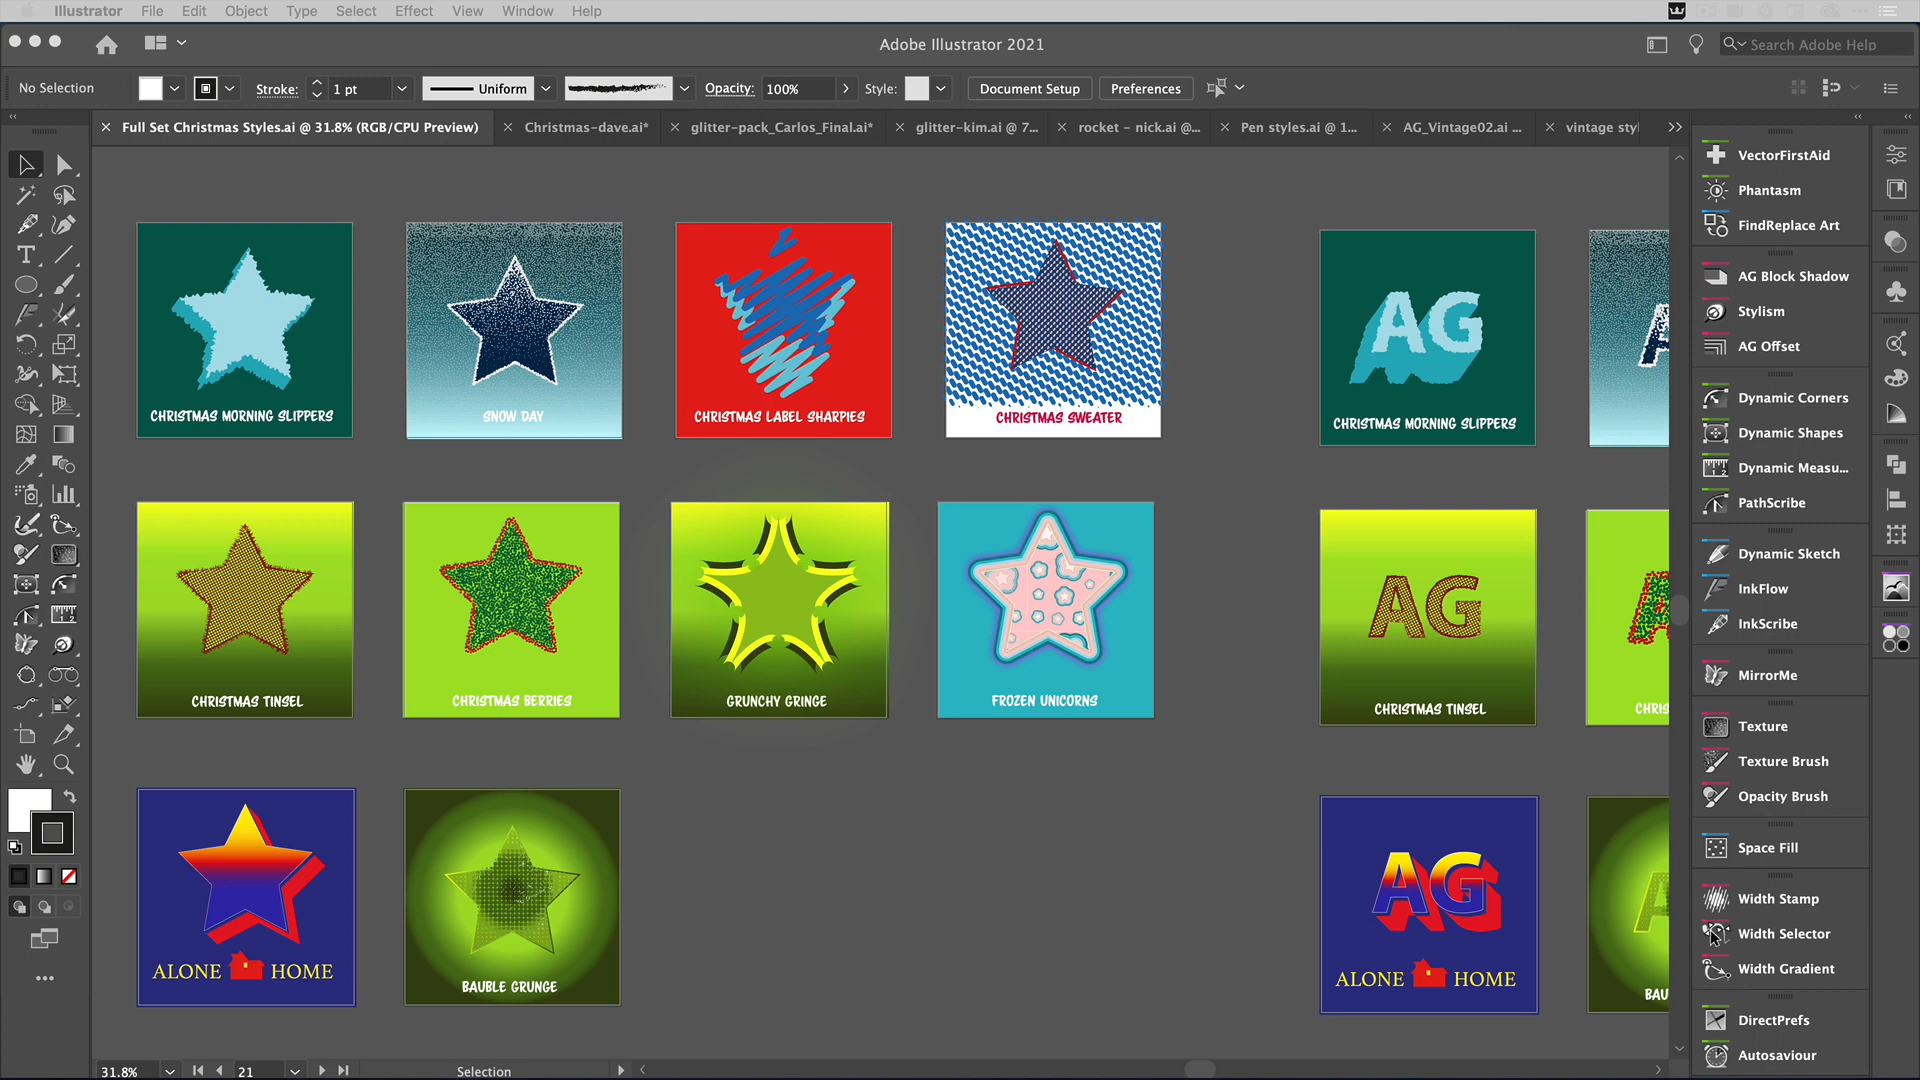 Illustrator File Edit Object Type Select Effect View Window Help
Adobe Illustrator 2021
Search Adobe Help
No Selection
Stroke:
1 pt
Uniform
Opacity:
100%
Style:
Document Setup
Preferences
Full Set Christmas Styles.ai @ 31.8% (RGB/CPU Preview)
Christmas-dave.ai*
glitter-pack_Carlos_Final.ai*
glitter-kim.ai @ 7...
rocket - nick.ai @...
Pen styles.ai @ 1...
AG_Vintage02.ai ...
vintage styl
CHRISTMAS MORNING SLIPPERS
SNOW DAY
CHRISTMAS LABEL SHARPIES
CHRISTMAS SWEATER
AG
CHRISTMAS MORNING SLIPPERS
CHRISTMAS TINSEL
CHRISTMAS BERRIES
GRUNCHY GRINGE
FROZEN UNICORNS
AG
CHRISTMAS TINSEL
CHRIS
ALONE HOME
BAUBLE GRUNGE
AG
ALONE HOME
BAU
VectorFirstAid
Phantasm
FindReplace Art
AG Block Shadow
Stylism
AG Offset
Dynamic Corners
Dynamic Shapes
Dynamic Measu...
PathScribe
Dynamic Sketch
InkFlow
InkScribe
MirrorMe
Texture
Texture Brush
Opacity Brush
Space Fill
Width Stamp
Width Selector
Width Gradient
DirectPrefs
Autosaviour
31.8%
21
Selection